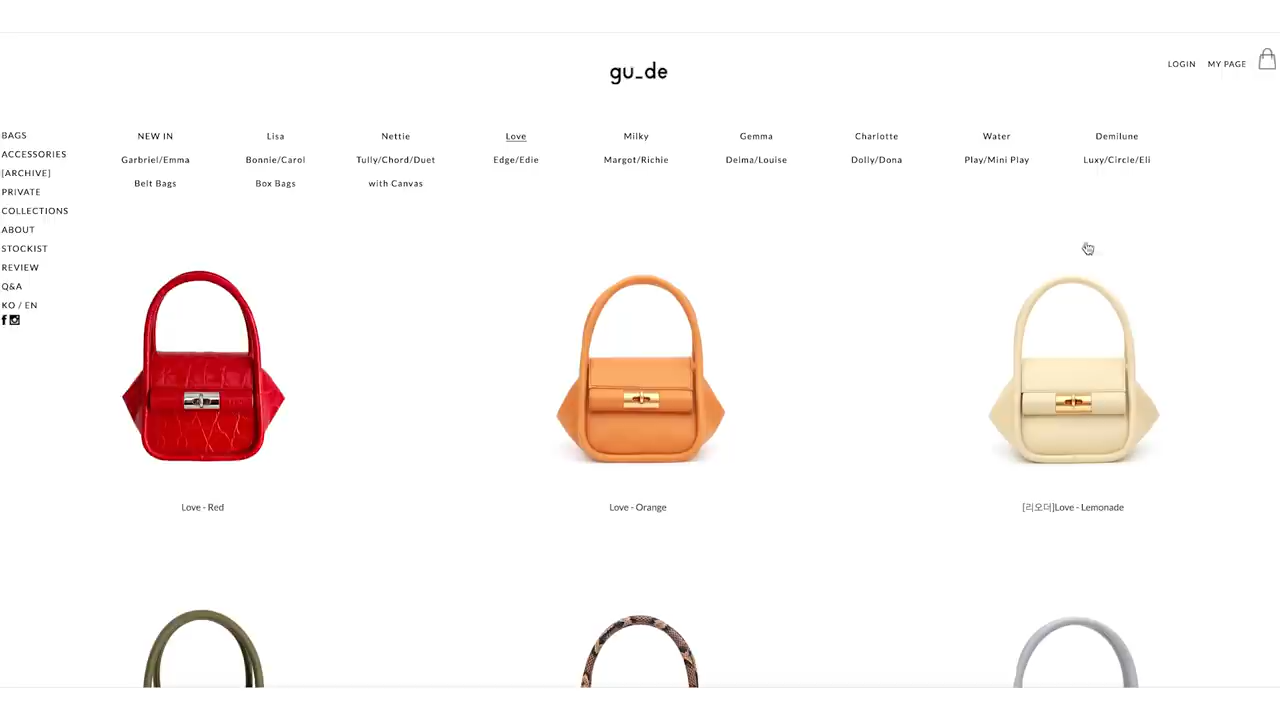 gu_de
LOGIN MY PAGE
BAGS
ACCESSORIES
[ARCHIVE]
PRIVATE
COLLECTIONS
ABOUT
STOCKIST
REVIEW
Q&A
KO / EN
NEW IN Lisa Nettie Love Milky Gemma Charlotte Water Demilune
Garbriel/Emma Bonnie/Carol Tully/Chord/Duet Edge/Edie Margot/Richie Delma/Louise Dolly/Dona Play/Mini Play Luxy/Circle/Eli
Belt Bags Box Bags with Canvas
Love - Red
Love - Orange
[리오더]Love - Lemonade